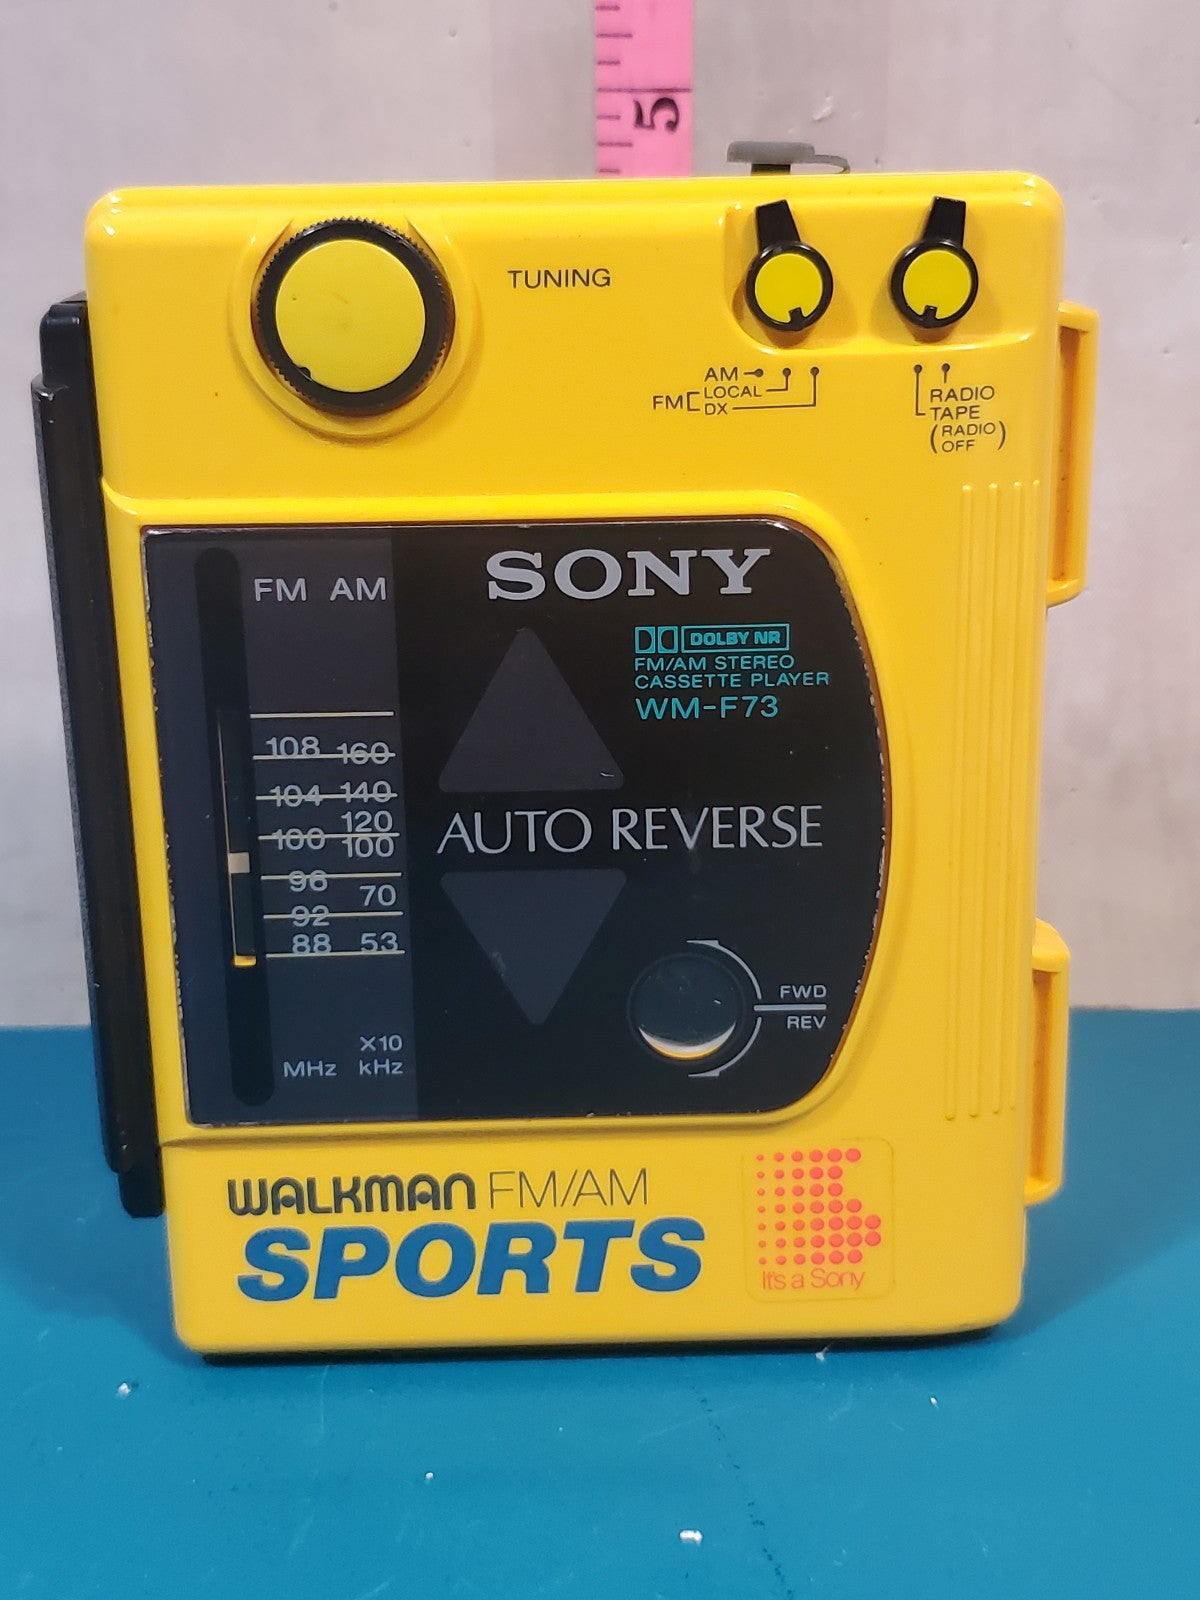 5
TUNING
AM
FM LOCAL
DX
RADIO
TAPE
(RADIO
OFF)
FM AM
108 160
104 140
120
100 100
96
70
92
88 53
X10
MHz kHz
SONY
DOLBY NR
FM/AM STEREO
CASSETTE PLAYER
WM-F73
AUTO REVERSE
FWD
REV
WALKMAN FM/AM
SPORTS
It's a Sony